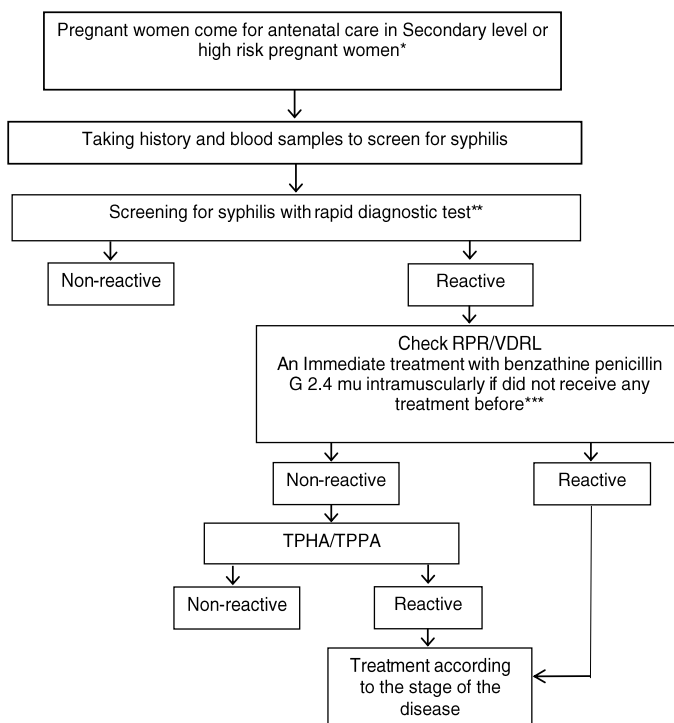 Pregnant women come for antenatal care in Secondary level or
high risk pregnant women*
Taking history and blood samples to screen for syphilis
Screening for syphilis with rapid diagnostic test**
Non-reactive
Reactive
Check RPR/VDRL
An Immediate treatment with benzathine penicillin
G 2.4 mu intramuscularly if did not receive any
treatment before***
Non-reactive
Reactive
TPHA/TPPA
Non-reactive
Reactive
Treatment according
to the stage of the
disease